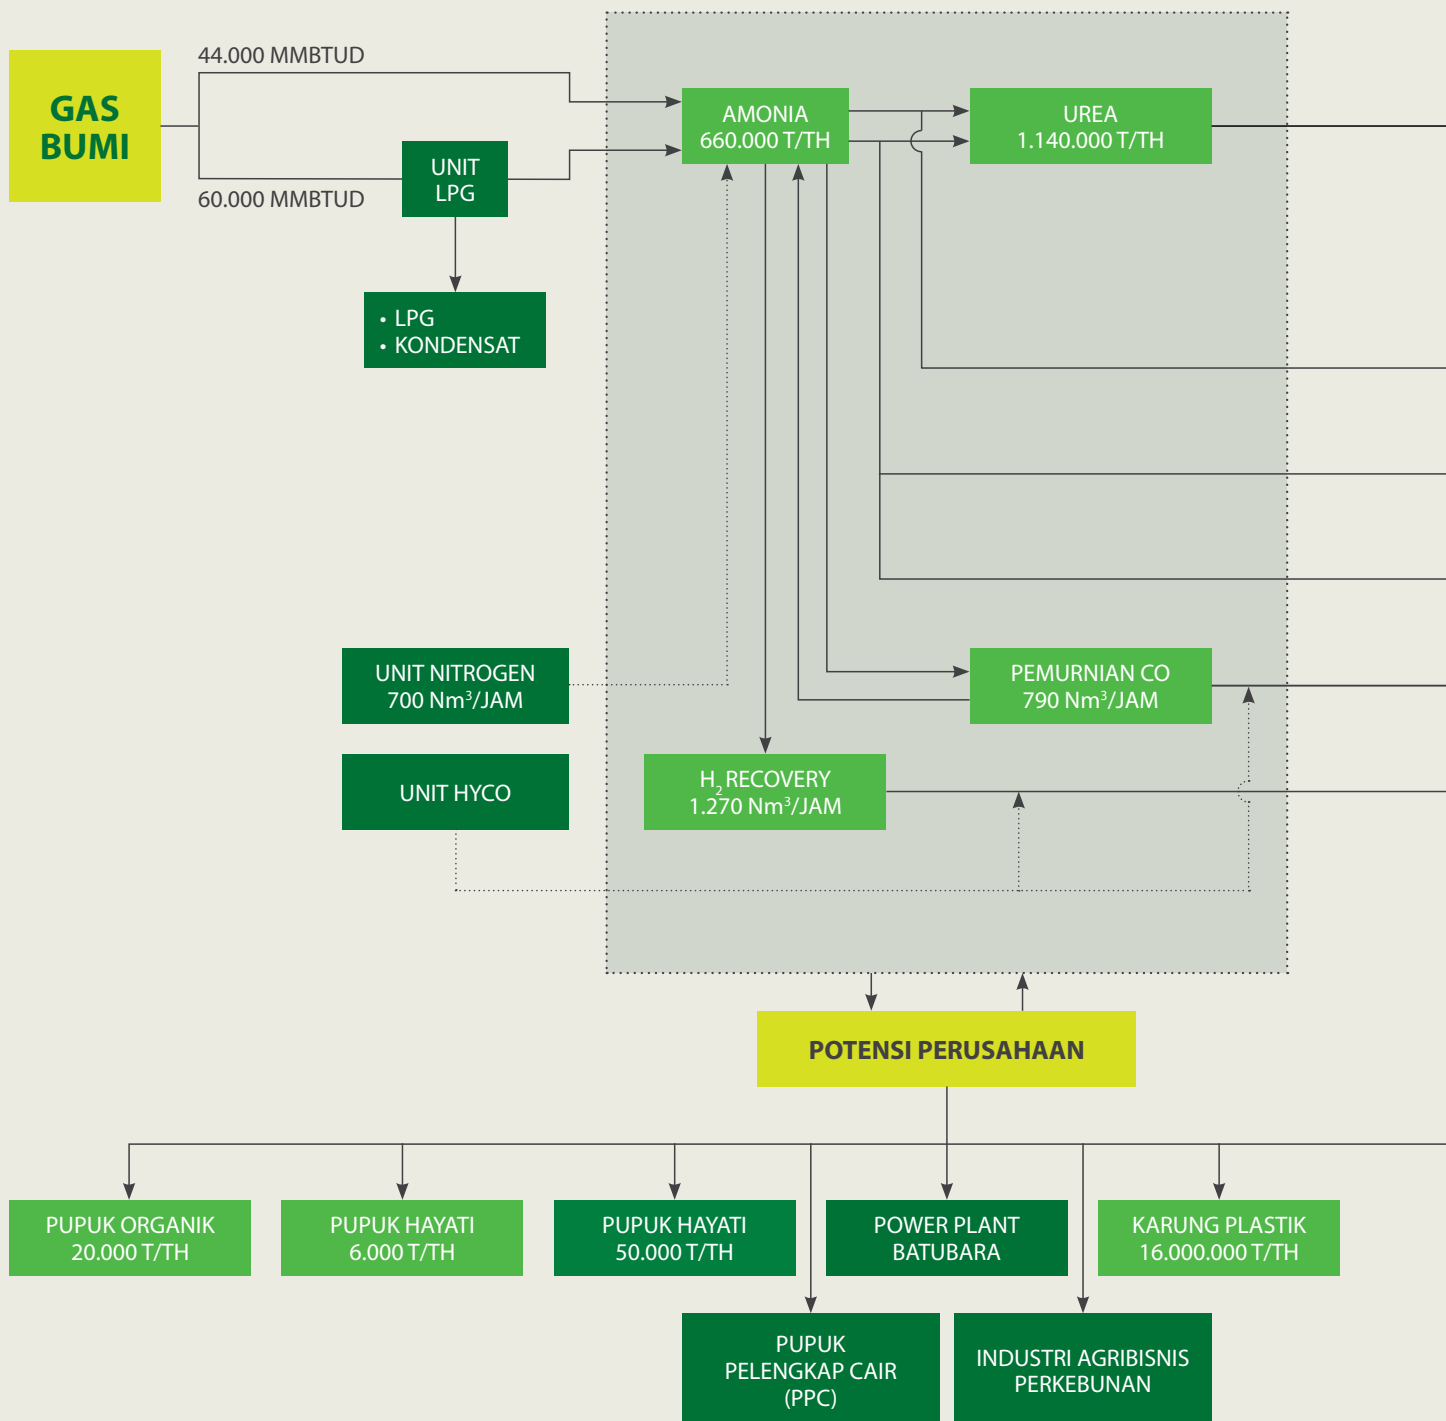 44.000 MMBTUD
GAS
BUMI
60.000 MMBTUD
UNIT
LPG
• LPG
• KONDENSAT
AMONIA
660.000 T/TH
UREA
1.140.000 T/TH
UNIT NITROGEN
700 Nm³/JAM
PEMURNIAN CO
790 Nm³/JAM
UNIT HYCO
H₂ RECOVERY
1.270 Nm³/JAM
POTENSI PERUSAHAAN
PUPUK ORGANIK
20.000 T/TH
PUPUK HAYATI
6.000 T/TH
PUPUK HAYATI
50.000 T/TH
POWER PLANT
BATUBARA
KARUNG PLASTIK
16.000.000 T/TH
PUPUK
PELENGKAP CAIR
(PPC)
INDUSTRI AGRIBISNIS
PERKEBUNAN